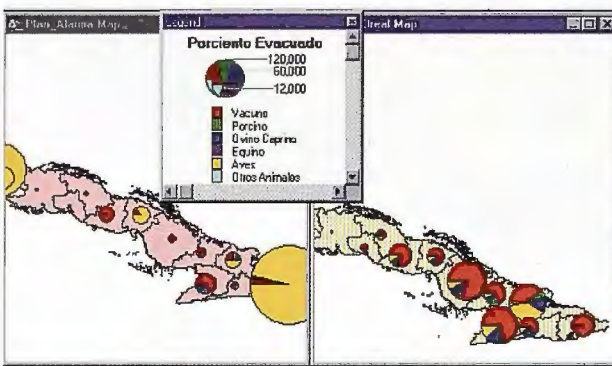 Plan_Alarma Map
Legend
Porciento Evacuado
120,000
60,000
12,000
Vacuno
Porcino
Ovino Caprino
Equino
Aves
Otros Animales
Map